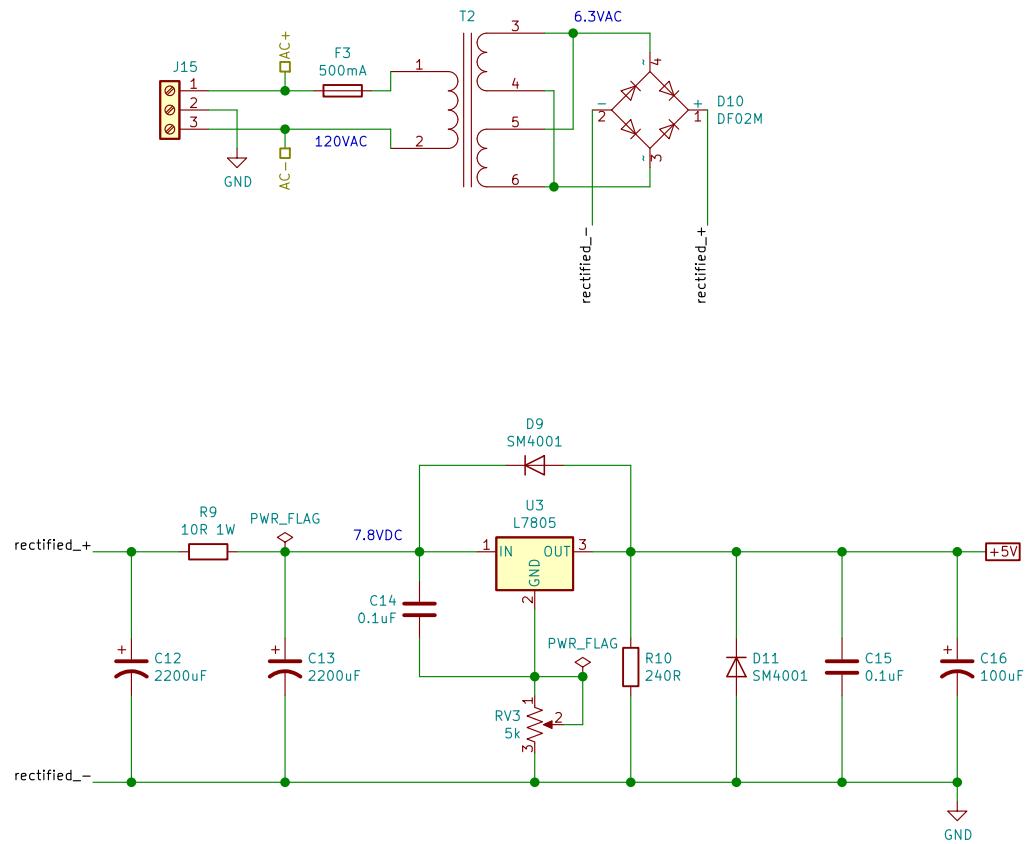 T2
6.3VAC
AC+
F3
500mA
J15
1
2
3
1
2
3
4
5
6
120VAC
GND
AC-
~
4
-
2
+
1
D10
DF02M
~
3
rectified_-
rectified_+
D9
SM4001
U3
L7805
R9
10R 1W
PWR_FLAG
7.8VDC
rectified_+
1
IN
OUT
3
GND
2
+5V
C14
0.1uF
PWR_FLAG
+
C12
2200uF
+
C13
2200uF
R10
240R
D11
SM4001
C15
0.1uF
+
C16
100uF
RV3
5k
1
2
3
rectified_-
GND